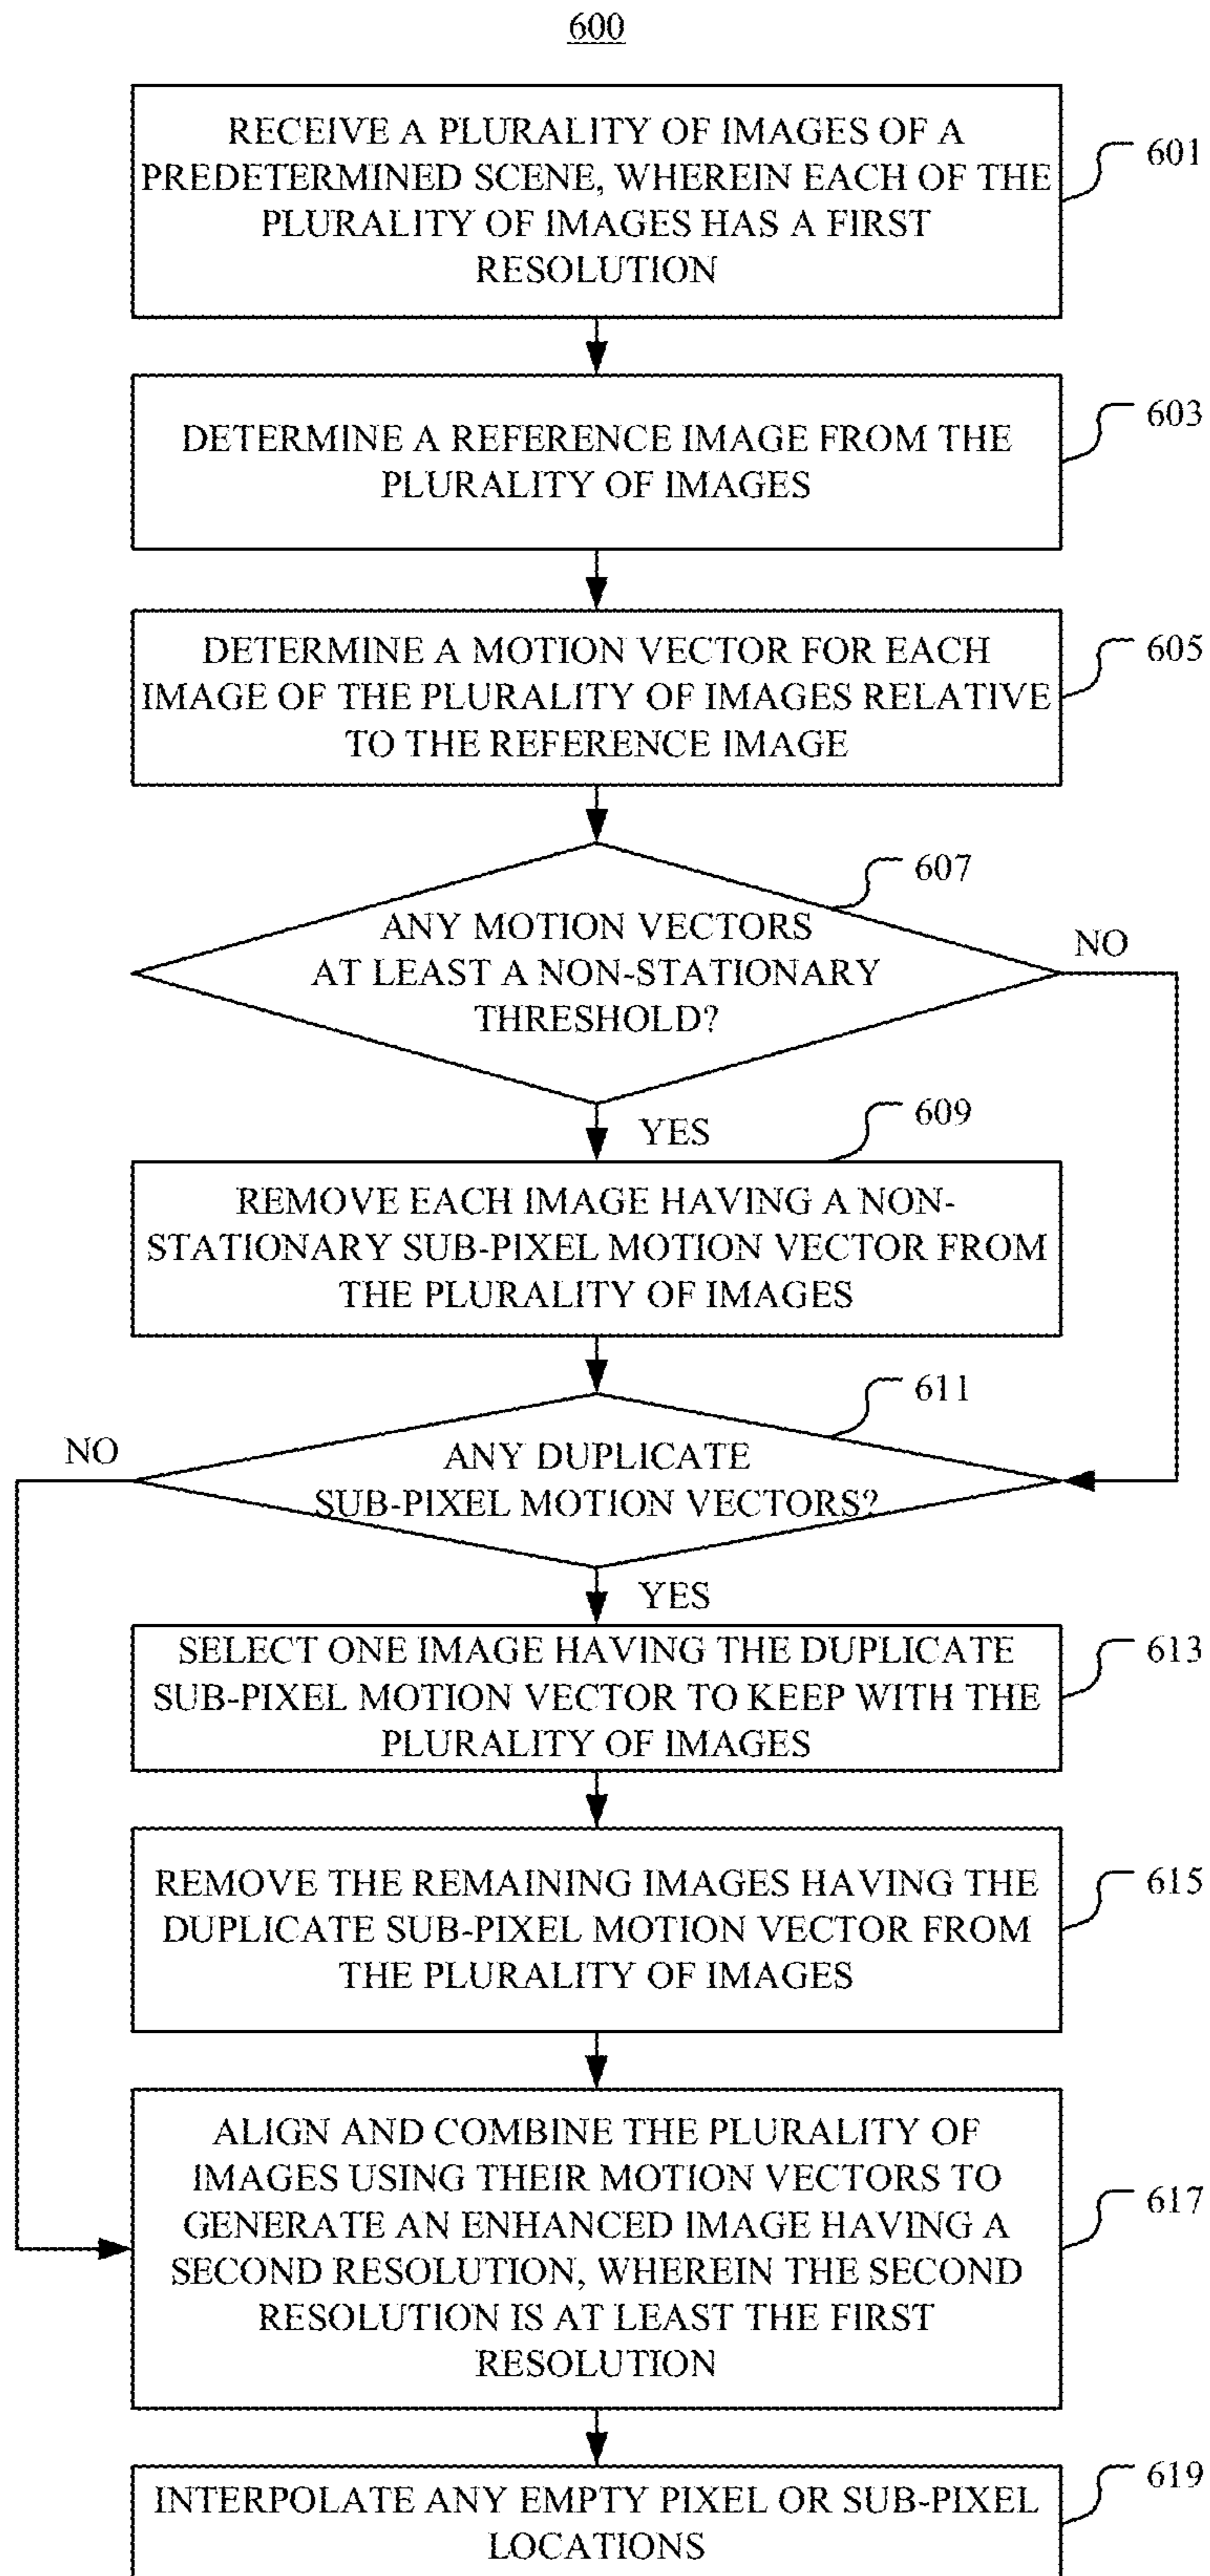 600
RECEIVE A PLURALITY OF IMAGES OF A
PREDETERMINED SCENE, WHEREIN EACH OF THE
PLURALITY OF IMAGES HAS A FIRST
RESOLUTION
601
DETERMINE A REFERENCE IMAGE FROM THE
PLURALITY OF IMAGES
603
DETERMINE A MOTION VECTOR FOR EACH
IMAGE OF THE PLURALITY OF IMAGES RELATIVE
TO THE REFERENCE IMAGE
605
607
ANY MOTION VECTORS
AT LEAST A NON-STATIONARY
THRESHOLD?
NO
YES
609
REMOVE EACH IMAGE HAVING A NON-
STATIONARY SUB-PIXEL MOTION VECTOR FROM
THE PLURALITY OF IMAGES
611
NO
ANY DUPLICATE
SUB-PIXEL MOTION VECTORS?
YES
SELECT ONE IMAGE HAVING THE DUPLICATE
SUB-PIXEL MOTION VECTOR TO KEEP WITH THE
PLURALITY OF IMAGES
613
REMOVE THE REMAINING IMAGES HAVING THE
DUPLICATE SUB-PIXEL MOTION VECTOR FROM
THE PLURALITY OF IMAGES
615
ALIGN AND COMBINE THE PLURALITY OF
IMAGES USING THEIR MOTION VECTORS TO
GENERATE AN ENHANCED IMAGE HAVING A
SECOND RESOLUTION, WHEREIN THE SECOND
RESOLUTION IS AT LEAST THE FIRST
RESOLUTION
617
INTERPOLATE ANY EMPTY PIXEL OR SUB-PIXEL
LOCATIONS
619